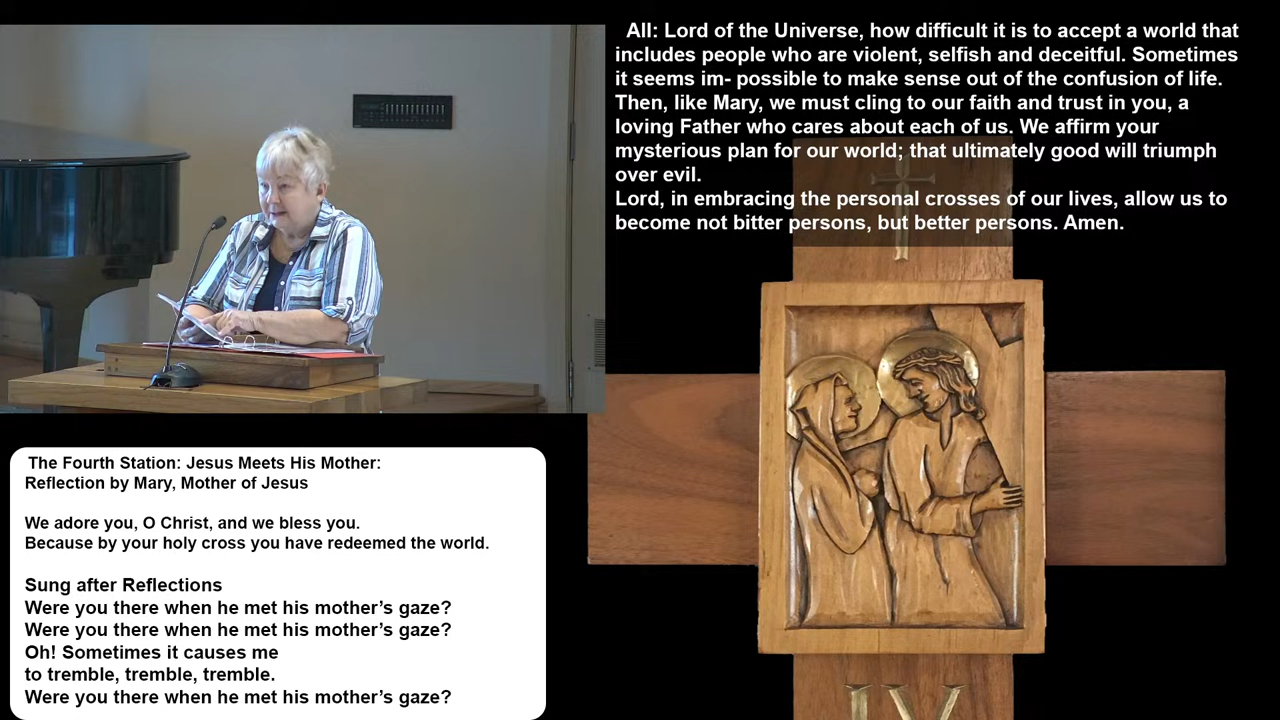 All: Lord of the Universe, how difficult it is to accept a world that
includes people who are violent, selfish and deceitful. Sometimes
it seems im- possible to make sense out of the confusion of life.
Then, like Mary, we must cling to our faith and trust in you, a
loving Father who cares about each of us. We affirm your
mysterious plan for our world; that ultimately good will triumph
over evil.
Lord, in embracing the personal crosses of our lives, allow us to
become not bitter persons, but better persons. Amen.
The Fourth Station: Jesus Meets His Mother:
Reflection by Mary, Mother of Jesus
We adore you, O Christ, and we bless you.
Because by your holy cross you have redeemed the world.
Sung after Reflections
Were you there when he met his mother’s gaze?
Were you there when he met his mother’s gaze?
Oh! Sometimes it causes me
to tremble, tremble, tremble.
Were you there when he met his mother’s gaze?
IV